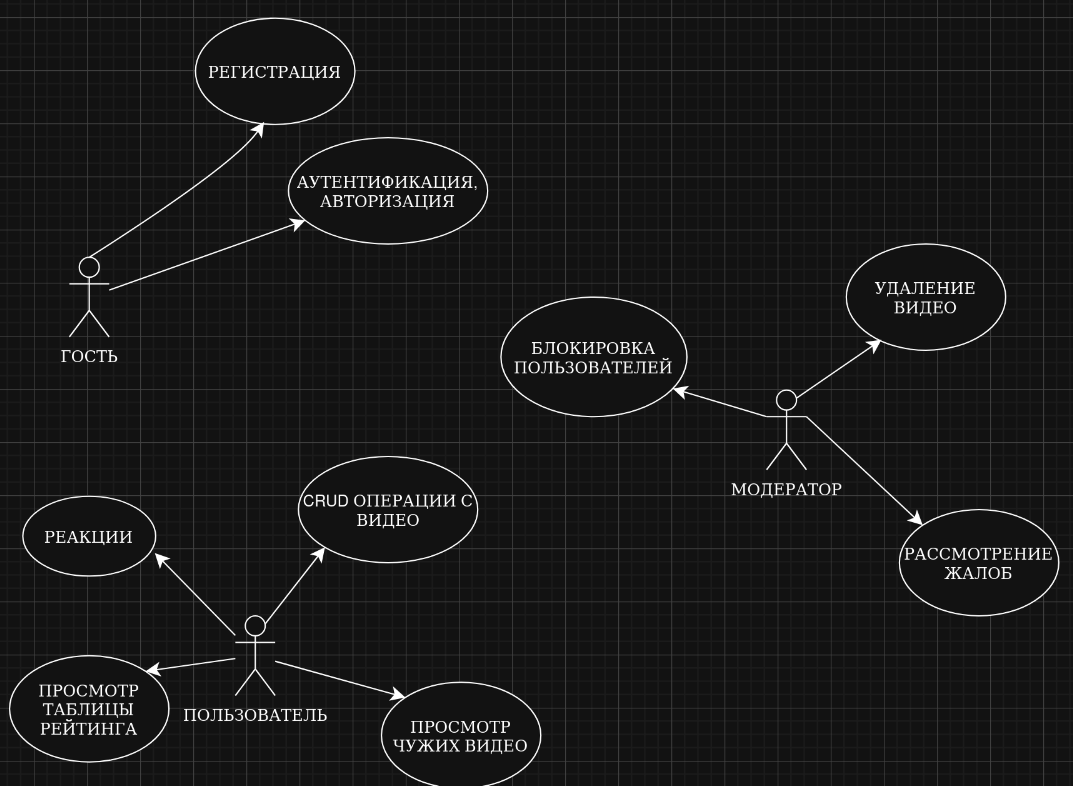 РЕГИСТРАЦИЯ
АУТЕНТИФИКАЦИЯ,
АВТОРИЗАЦИЯ
ГОСТЬ
УДАЛЕНИЕ
ВИДЕО
БЛОКИРОВКА
ПОЛЬЗОВАТЕЛЕЙ
МОДЕРАТОР
РАССМОТРЕНИЕ
ЖАЛОБ
CRUD ОПЕРАЦИИ С
ВИДЕО
РЕАКЦИИ
ПРОСМОТР
ТАБЛИЦЫ
РЕЙТИНГА
ПОЛЬЗОВАТЕЛЬ
ПРОСМОТР
ЧУЖИХ ВИДЕО